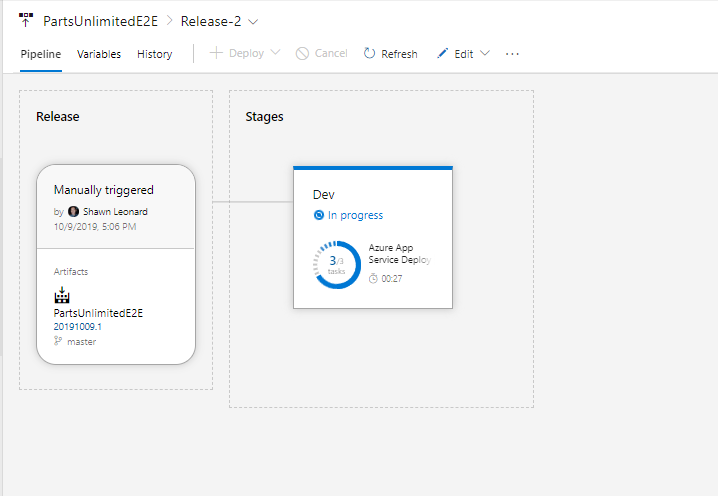 PartsUnlimitedE2E > Release-2
Pipeline Variables History Deploy Cancel Refresh Edit ...
Release
Stages
Manually triggered
by Shawn Leonard
10/9/2019, 5:06 PM
Artifacts
PartsUnlimitedE2E
20191009.1
master
Dev
In progress
3/3
tasks
Azure App
Service Deploy
00:27